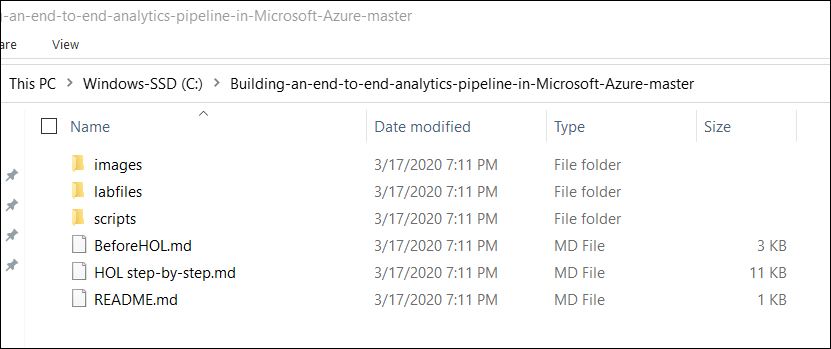 -an-end-to-end-analytics-pipeline-in-Microsoft-Azure-master
are View
This PC > Windows-SSD (C:) > Building-an-end-to-end-analytics-pipeline-in-Microsoft-Azure-master
Name Date modified Type Size
images 3/17/2020 7:11 PM File folder
labfiles 3/17/2020 7:11 PM File folder
scripts 3/17/2020 7:11 PM File folder
BeforeHOL.md 3/17/2020 7:11 PM MD File 3 KB
HOL step-by-step.md 3/17/2020 7:11 PM MD File 11 KB
README.md 3/17/2020 7:11 PM MD File 1 KB